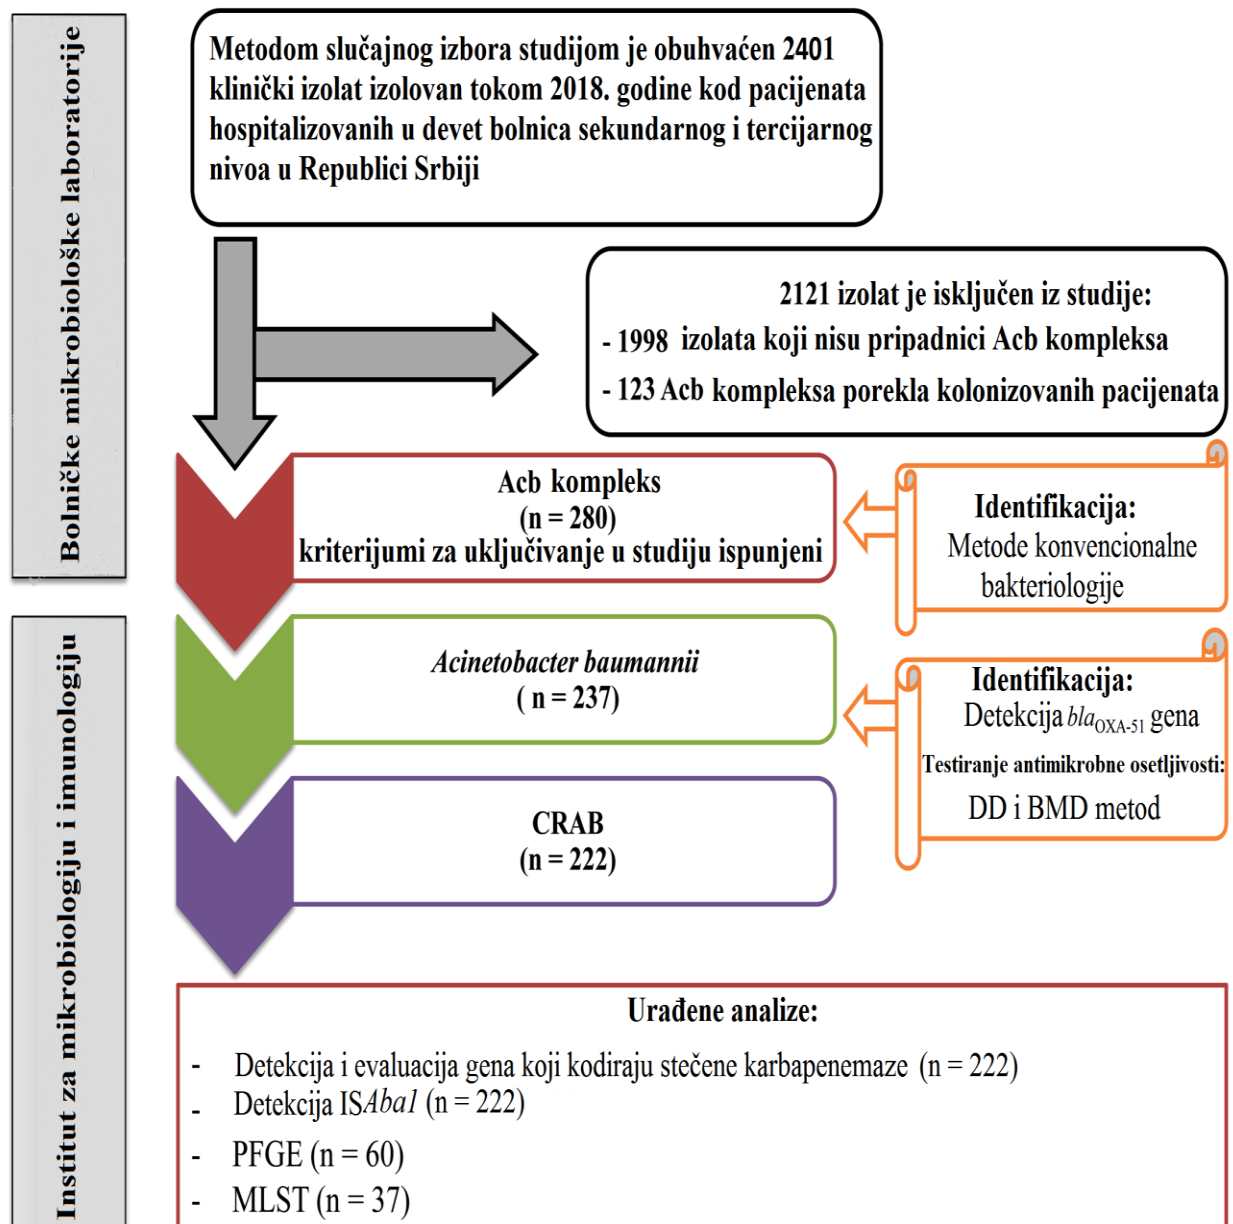 Bolničke mikrobiološke laboratorije
Metodom slučajnog izbora studijom je obuhvaćen 2401
klinički izolat izolovan tokom 2018. godine kod pacijenata
hospitalizovanih u devet bolnica sekundarnog i tercijarnog
nivoa u Republici Srbiji
2121 izolat je isključen iz studije:
- 1998 izolata koji nisu pripadnici Acb kompleksa
- 123 Acb kompleksa porekla kolonizovanih pacijenata
Acb kompleks
(n = 280)
kriterijumi za uključivanje u studiju ispunjeni
Identifikacija:
Metode konvencionalne
bakteriologije
Institut za mikrobiologiju i imunologiju
Acinetobacter baumannii
( n = 237)
Identifikacija:
Detekcija blaOXA-51 gena
Testiranje antimikrobne osetljivosti:
DD i BMD metod
CRAB
(n = 222)
Urađene analize:
- Detekcija i evaluacija gena koji kodiraju stečene karbapenemaze (n = 222)
- Detekcija ISAba1 (n = 222)
- PFGE (n = 60)
- MLST (n = 37)